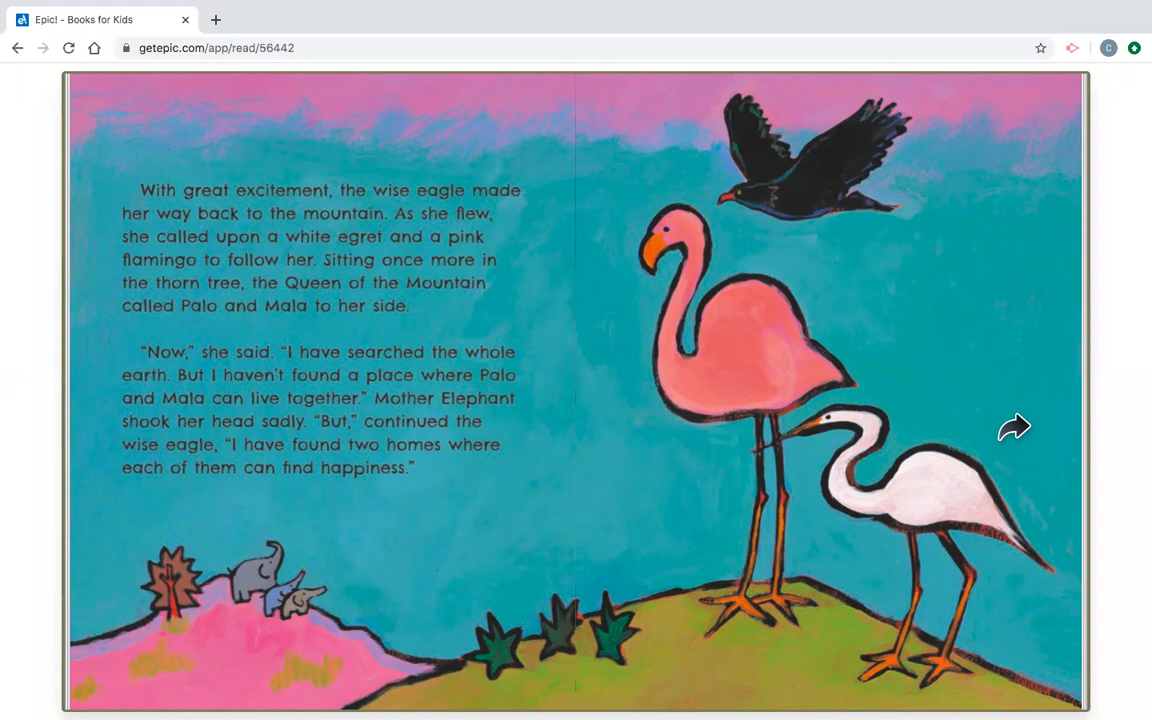 Epic! - Books for Kids
getepic.com/app/read/56442
C
With great excitement, the wise eagle made
her way back to the mountain. As she flew,
she called upon a white egret and a pink
flamingo to follow her. Sitting once more in
the thorn tree, the Queen of the Mountain
called Palo and Mala to her side.
“Now,” she said. “I have searched the whole
earth. But I haven’t found a place where Palo
and Mala can live together.” Mother Elephant
shook her head sadly. “But,” continued the
wise eagle, “I have found two homes where
each of them can find happiness.”